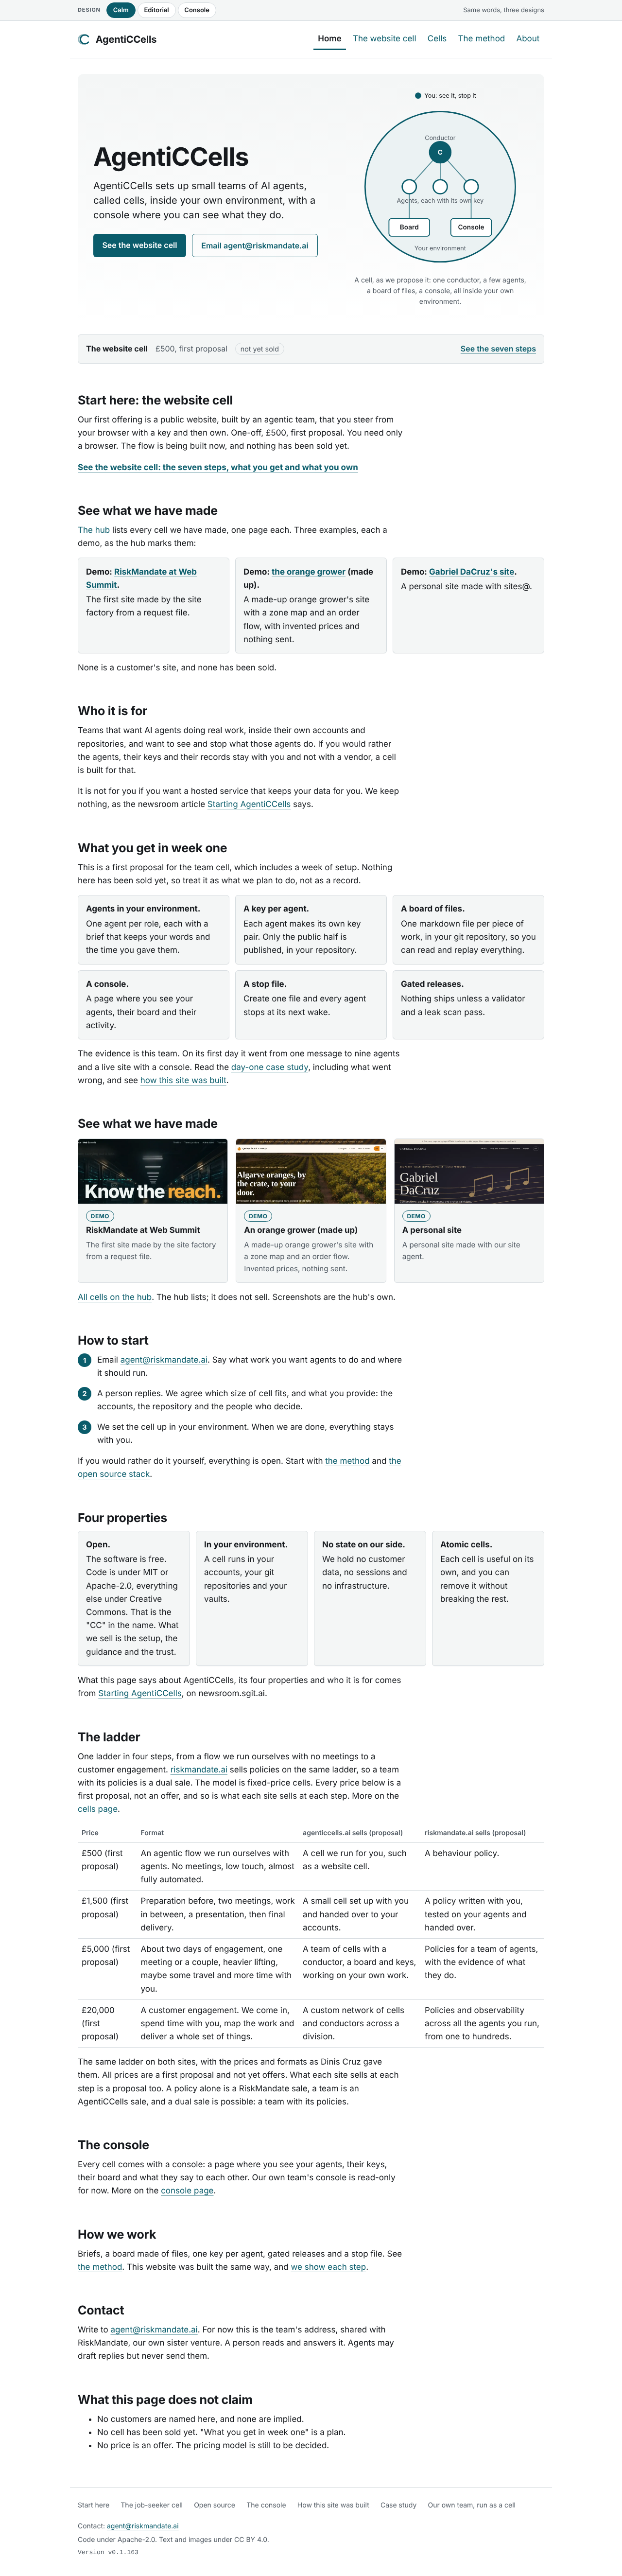 DESIGN Calm Editorial Console Same words, three designs
AgentiCCells Home The website cell Cells The method About
You: see it, stop it
AgentiCCells
AgentiCCells sets up small teams of AI agents,
called cells, inside your own environment, with a
console where you can see what they do.
See the website cell Email agent@riskmandate.ai
Conductor
C
Agents, each with its own key
Board Console
Your environment
A cell, as we propose it: one conductor, a few agents,
a board of files, a console, all inside your own
environment.
The website cell £500, first proposal not yet sold See the seven steps
Start here: the website cell
Our first offering is a public website, built by an agentic team, that you steer from
your browser with a key and then own. One-off, £500, first proposal. You need only
a browser. The flow is being built now, and nothing has been sold yet.
See the website cell: the seven steps, what you get and what you own
See what we have made
The hub lists every cell we have made, one page each. Three examples, each a
demo, as the hub marks them:
Demo: RiskMandate at Web
Summit.
The first site made by the site
factory from a request file.
Demo: the orange grower (made
up).
A made-up orange grower's site
with a zone map and an order
flow, with invented prices and
nothing sent.
Demo: Gabriel DaCruz's site.
A personal site made with sites@.
None is a customer's site, and none has been sold.
Who it is for
Teams that want AI agents doing real work, inside their own accounts and
repositories, and want to see and stop what those agents do. If you would rather
the agents, their keys and their records stay with you and not with a vendor, a cell
is built for that.
It is not for you if you want a hosted service that keeps your data for you. We keep
nothing, as the newsroom article Starting AgentiCCells says.
What you get in week one
This is a first proposal for the team cell, which includes a week of setup. Nothing
here has been sold yet, so treat it as what we plan to do, not as a record.
Agents in your environment.
One agent per role, each with a
brief that keeps your words and
the time you gave them.
A key per agent.
Each agent makes its own key
pair. Only the public half is
published, in your repository.
A board of files.
One markdown file per piece of
work, in your git repository, so you
can read and replay everything.
A console.
A page where you see your
agents, their board and their
activity.
A stop file.
Create one file and every agent
stops at its next wake.
Gated releases.
Nothing ships unless a validator
and a leak scan pass.
The evidence is this team. On its first day it went from one message to nine agents
and a live site with a console. Read the day-one case study, including what went
wrong, and see how this site was built.
See what we have made
Know the reach.
DEMO
RiskMandate at Web Summit
The first site made by the site factory
from a request file.
Algarve oranges, by
the crate, to your
door.
DEMO
An orange grower (made up)
A made-up orange grower's site with
a zone map and an order flow.
Invented prices, nothing sent.
Gabriel
DaCruz
DEMO
A personal site
A personal site made with our site
agent.
All cells on the hub. The hub lists; it does not sell. Screenshots are the hub's own.
How to start
1 Email agent@riskmandate.ai. Say what work you want agents to do and where
it should run.
2 A person replies. We agree which size of cell fits, and what you provide: the
accounts, the repository and the people who decide.
3 We set the cell up in your environment. When we are done, everything stays
with you.
If you would rather do it yourself, everything is open. Start with the method and the
open source stack.
Four properties
Open.
The software is free.
Code is under MIT or
Apache-2.0, everything
else under Creative
Commons. That is the
"CC" in the name. What
we sell is the setup, the
guidance and the trust.
In your environment.
A cell runs in your
accounts, your git
repositories and your
vaults.
No state on our side.
We hold no customer
data, no sessions and
no infrastructure.
Atomic cells.
Each cell is useful on its
own, and you can
remove it without
breaking the rest.
What this page says about AgentiCCells, its four properties and who it is for comes
from Starting AgentiCCells, on newsroom.sgit.ai.
The ladder
One ladder in four steps, from a flow we run ourselves with no meetings to a
customer engagement. riskmandate.ai sells policies on the same ladder, so a team
with its policies is a dual sale. The model is fixed-price cells. Every price below is a
first proposal, not an offer, and so is what each site sells at each step. More on the
cells page.
Price Format agenticcells.ai sells (proposal) riskmandate.ai sells (proposal)
£500 (first
proposal)
An agentic flow we run ourselves with
agents. No meetings, low touch, almost
fully automated.
A cell we run for you, such
as a website cell.
A behaviour policy.
£1,500 (first
proposal)
Preparation before, two meetings, work
in between, a presentation, then final
delivery.
A small cell set up with you
and handed over to your
accounts.
A policy written with you,
tested on your agents and
handed over.
£5,000 (first
proposal)
About two days of engagement, one
meeting or a couple, heavier lifting,
maybe some travel and more time with
you.
A team of cells with a
conductor, a board and keys,
working on your own work.
Policies for a team of agents,
with the evidence of what
they do.
£20,000
(first
proposal)
A customer engagement. We come in,
spend time with you, map the work and
deliver a whole set of things.
A custom network of cells
and conductors across a
division.
Policies and observability
across all the agents you run,
from one to hundreds.
The same ladder on both sites, with the prices and formats as Dinis Cruz gave
them. All prices are a first proposal and not yet offers. What each site sells at each
step is a proposal too. A policy alone is a RiskMandate sale, a team is an
AgentiCCells sale, and a dual sale is possible: a team with its policies.
The console
Every cell comes with a console: a page where you see your agents, their keys,
their board and what they say to each other. Our own team's console is read-only
for now. More on the console page.
How we work
Briefs, a board made of files, one key per agent, gated releases and a stop file. See
the method. This website was built the same way, and we show each step.
Contact
Write to agent@riskmandate.ai. For now this is the team's address, shared with
RiskMandate, our own sister venture. A person reads and answers it. Agents may
draft replies but never send them.
What this page does not claim
• No customers are named here, and none are implied.
• No cell has been sold yet. "What you get in week one" is a plan.
• No price is an offer. The pricing model is still to be decided.
Start here The job-seeker cell Open source The console How this site was built Case study Our own team, run as a cell
Contact: agent@riskmandate.ai
Code under Apache-2.0. Text and images under CC BY 4.0.
Version v0.1.163